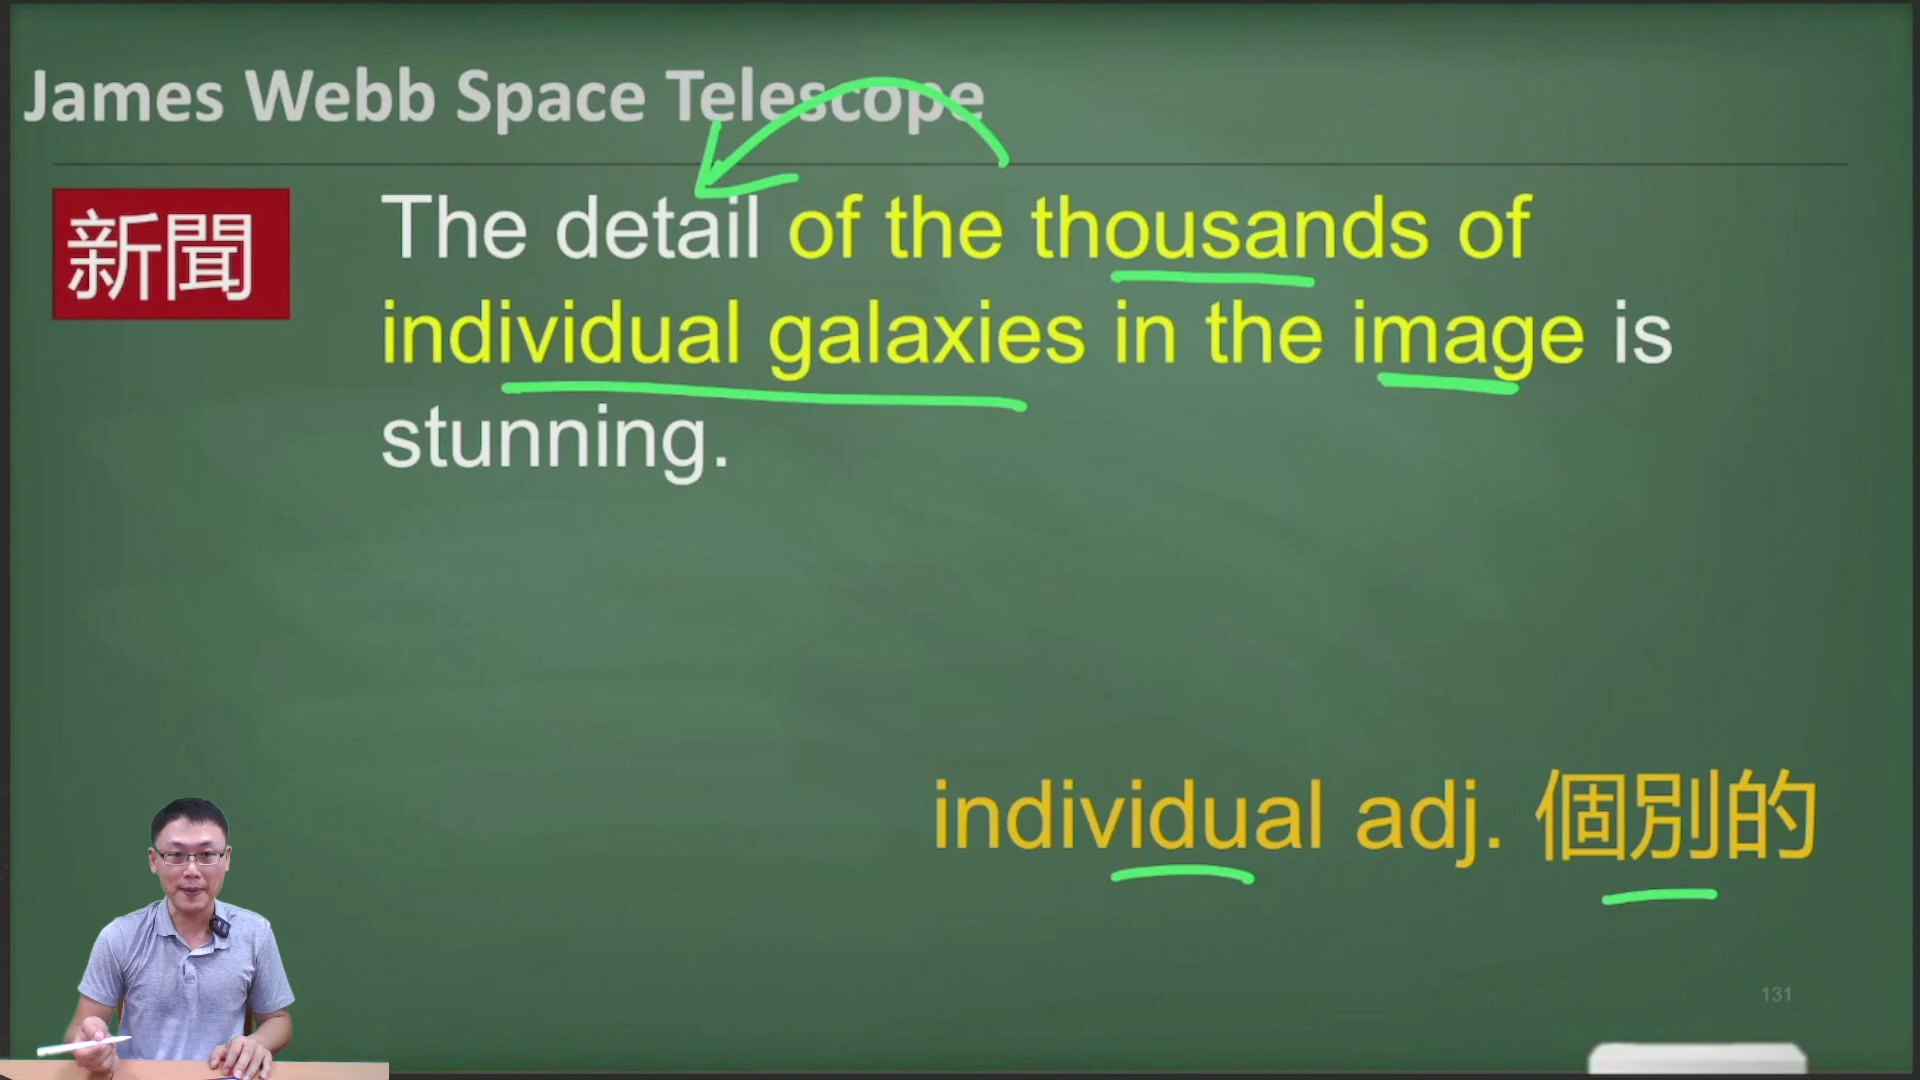 James Webb Space Telescope
新聞
The detail of the thousands of
individual galaxies in the image is
stunning.
individual adj. 個別的
131